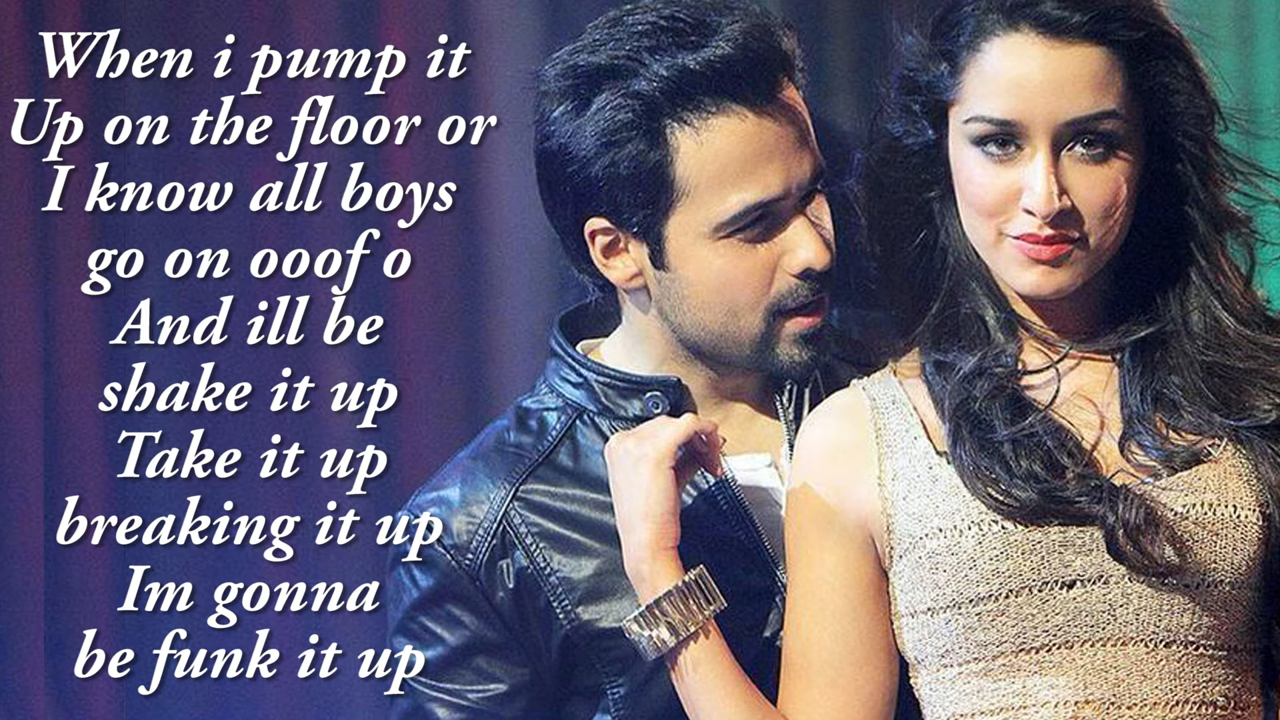 When i pump it
Up on the floor or
I know all boys
go on ooof o
And ill be
shake it up
Take it up
breaking it up
Im gonna
be funk it up